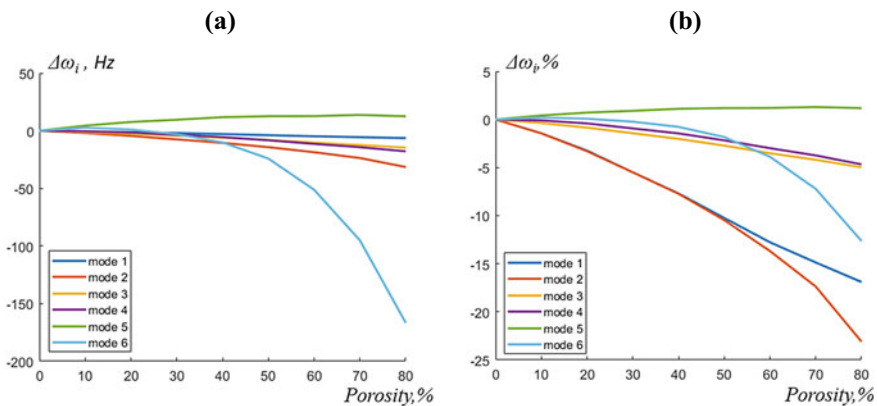 (a)
Δω_i , Hz
50
0
-50
-100
-150
-200
mode 1
mode 2
mode 3
mode 4
mode 5
mode 6
0 10 20 30 40 50 60 70 80
Porosity,%
(b)
Δω_i,%
5
0
-5
-10
-15
-20
-25
mode 1
mode 2
mode 3
mode 4
mode 5
mode 6
0 10 20 30 40 50 60 70 80
Porosity,%